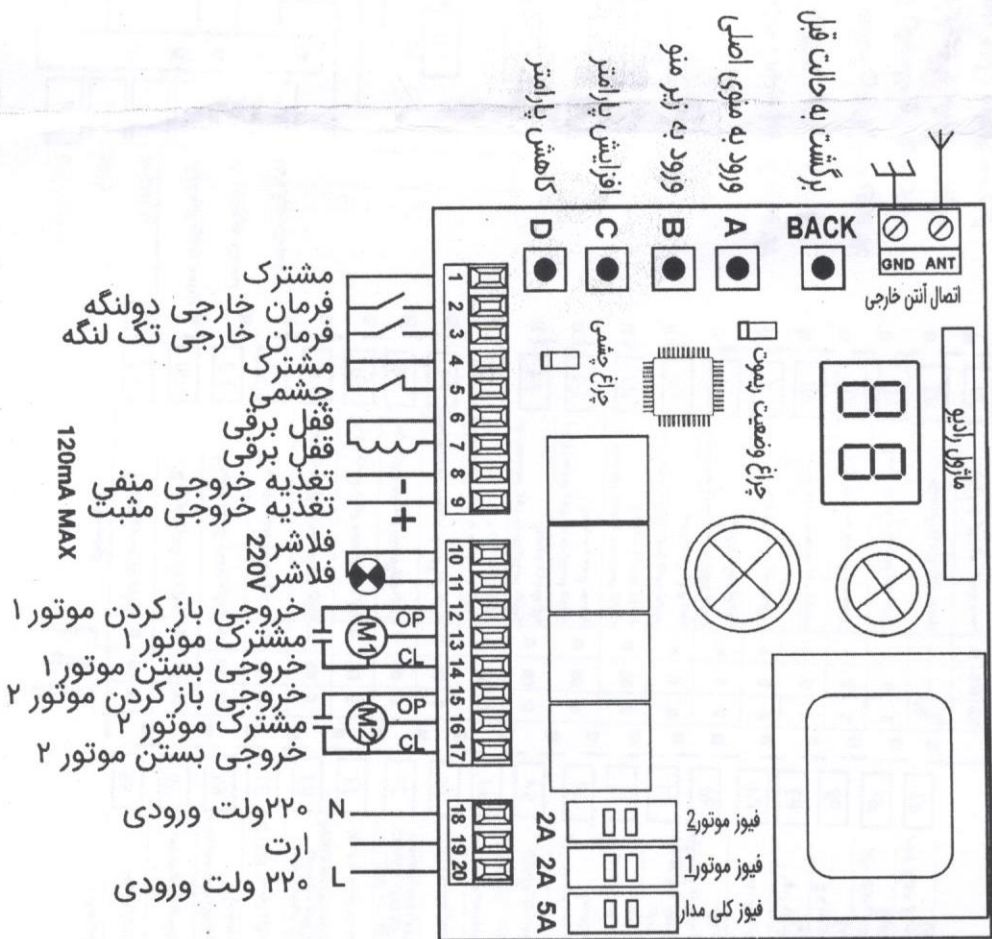 برگشت به حالت قبل
ورود به منوی اصلی
ورود به زیر منو
افزایش پارامتر
کاهش پارامتر
BACK
A
B
C
D
GND ANT
اتصال آنتن خارجی
ماژول رادیو
88
چراغ وضعیت ریموت
چراغ چشمی
1 مشترک
2 فرمان خارجی دولنگه
3 فرمان خارجی تک لنگه
4 مشترک
5 چشمی
6 قفل برقی
7 قفل برقی
8 - تغذیه خروجی منفی
9 + تغذیه خروجی مثبت
120mA MAX
10 فلاشر
11 فلاشر
220V
12 OP خروجی باز کردن موتور ۱
13 M1 مشترک موتور ۱
14 CL خروجی بستن موتور ۱
15 OP خروجی باز کردن موتور ۲
16 M2 مشترک موتور ۲
17 CL خروجی بستن موتور ۲
18 N ۲۲۰ولت ورودی
19 ارت
20 L ۲۲۰ ولت ورودی
2A فیوز موتور2
2A فیوز موتور1
5A فیوز کلی مدار